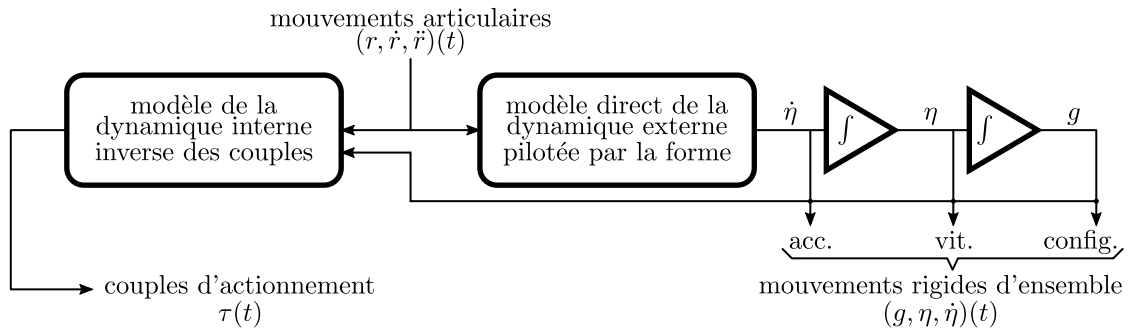 mouvements articulaires
(r, ṙ, r̈)(t)
modèle de la
dynamique interne
inverse des couples
modèle direct de la
dynamique externe
pilotée par la forme
η̇
∫
η
∫
g
acc.
vit.
config.
mouvements rigides d'ensemble
(g, η, η̇)(t)
couples d'actionnement
τ(t)